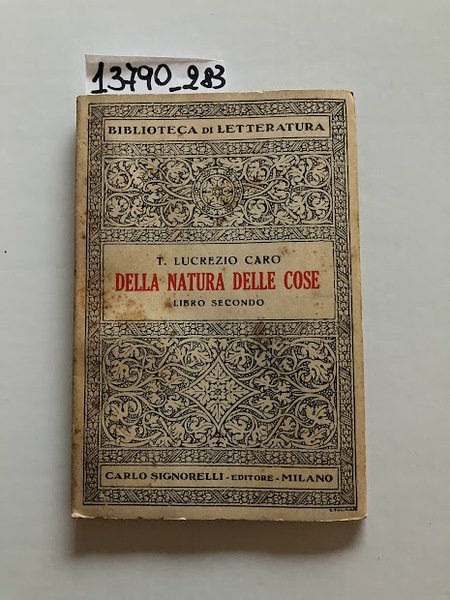 13790_283
BIBLIOTECA DI LETTERATURA
T. LUCREZIO CARO
DELLA NATURA DELLE COSE
LIBRO SECONDO
CARLO SIGNORELLI - EDITORE - MILANO